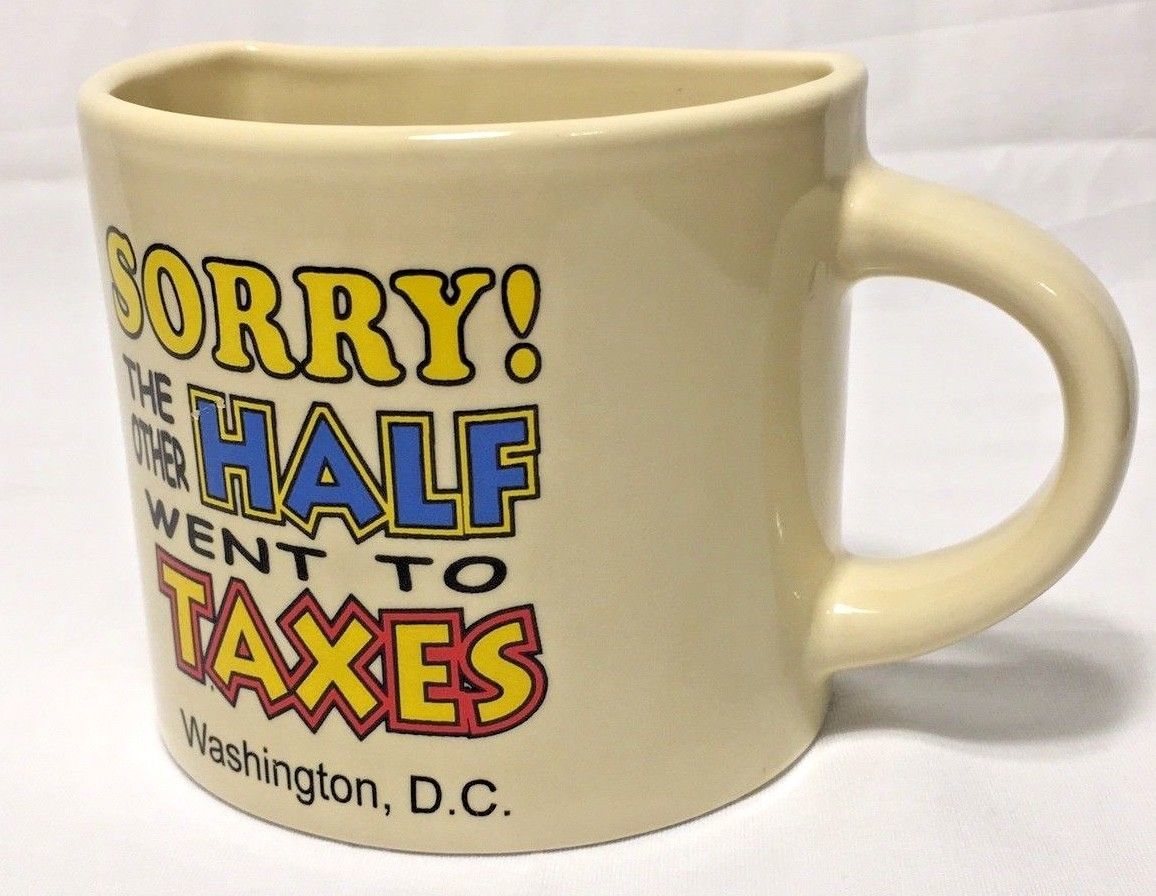 SORRY!
THE OTHER HALF
WENT TO
TAXES
Washington, D.C.